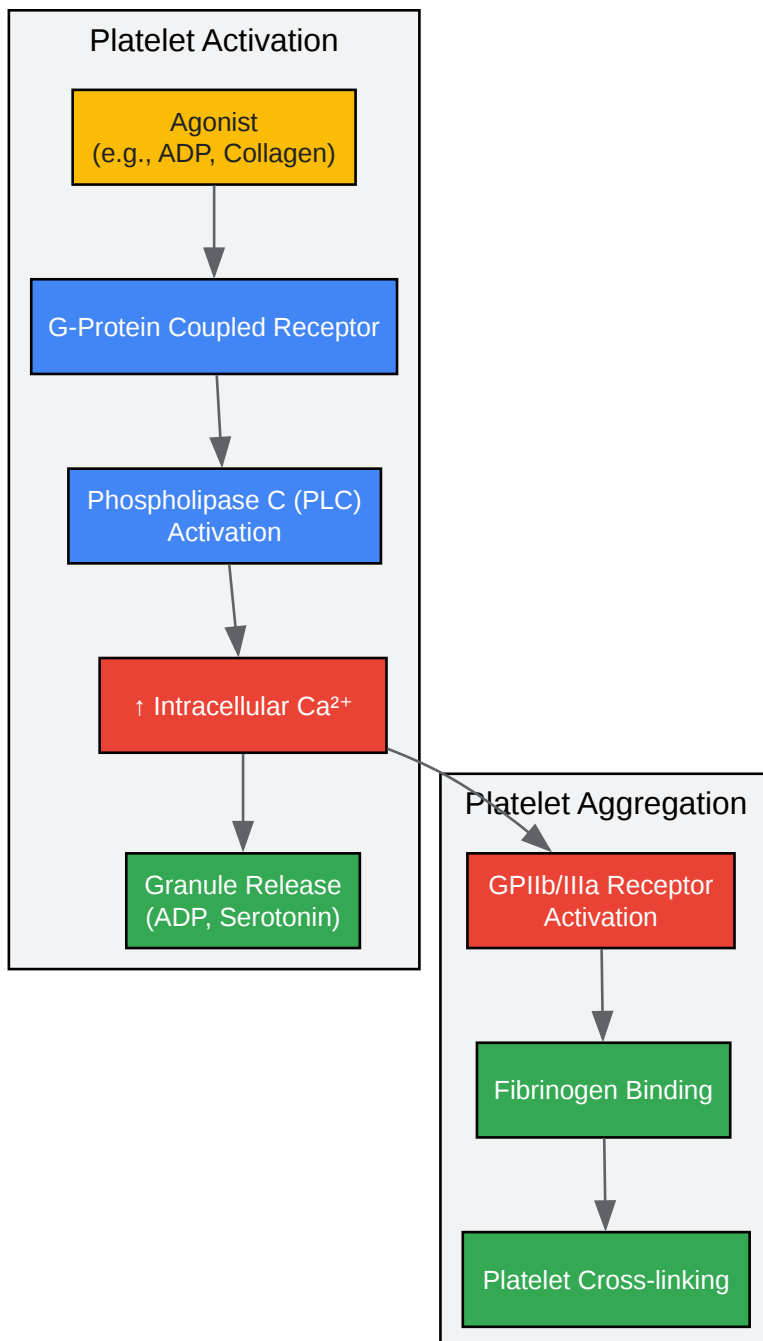 Platelet Activation
Agonist
(e.g., ADP, Collagen)
G-Protein Coupled Receptor
Phospholipase C (PLC)
Activation
↑ Intracellular Ca²⁺
Granule Release
(ADP, Serotonin)
Platelet Aggregation
GPIIb/IIIa Receptor
Activation
Fibrinogen Binding
Platelet Cross-linking